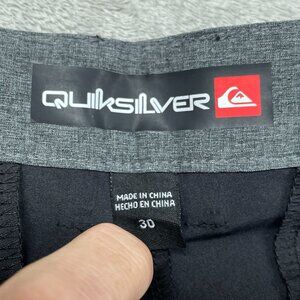 QUIKSILVER
MADE IN CHINA
HECHO EN CHINA
30